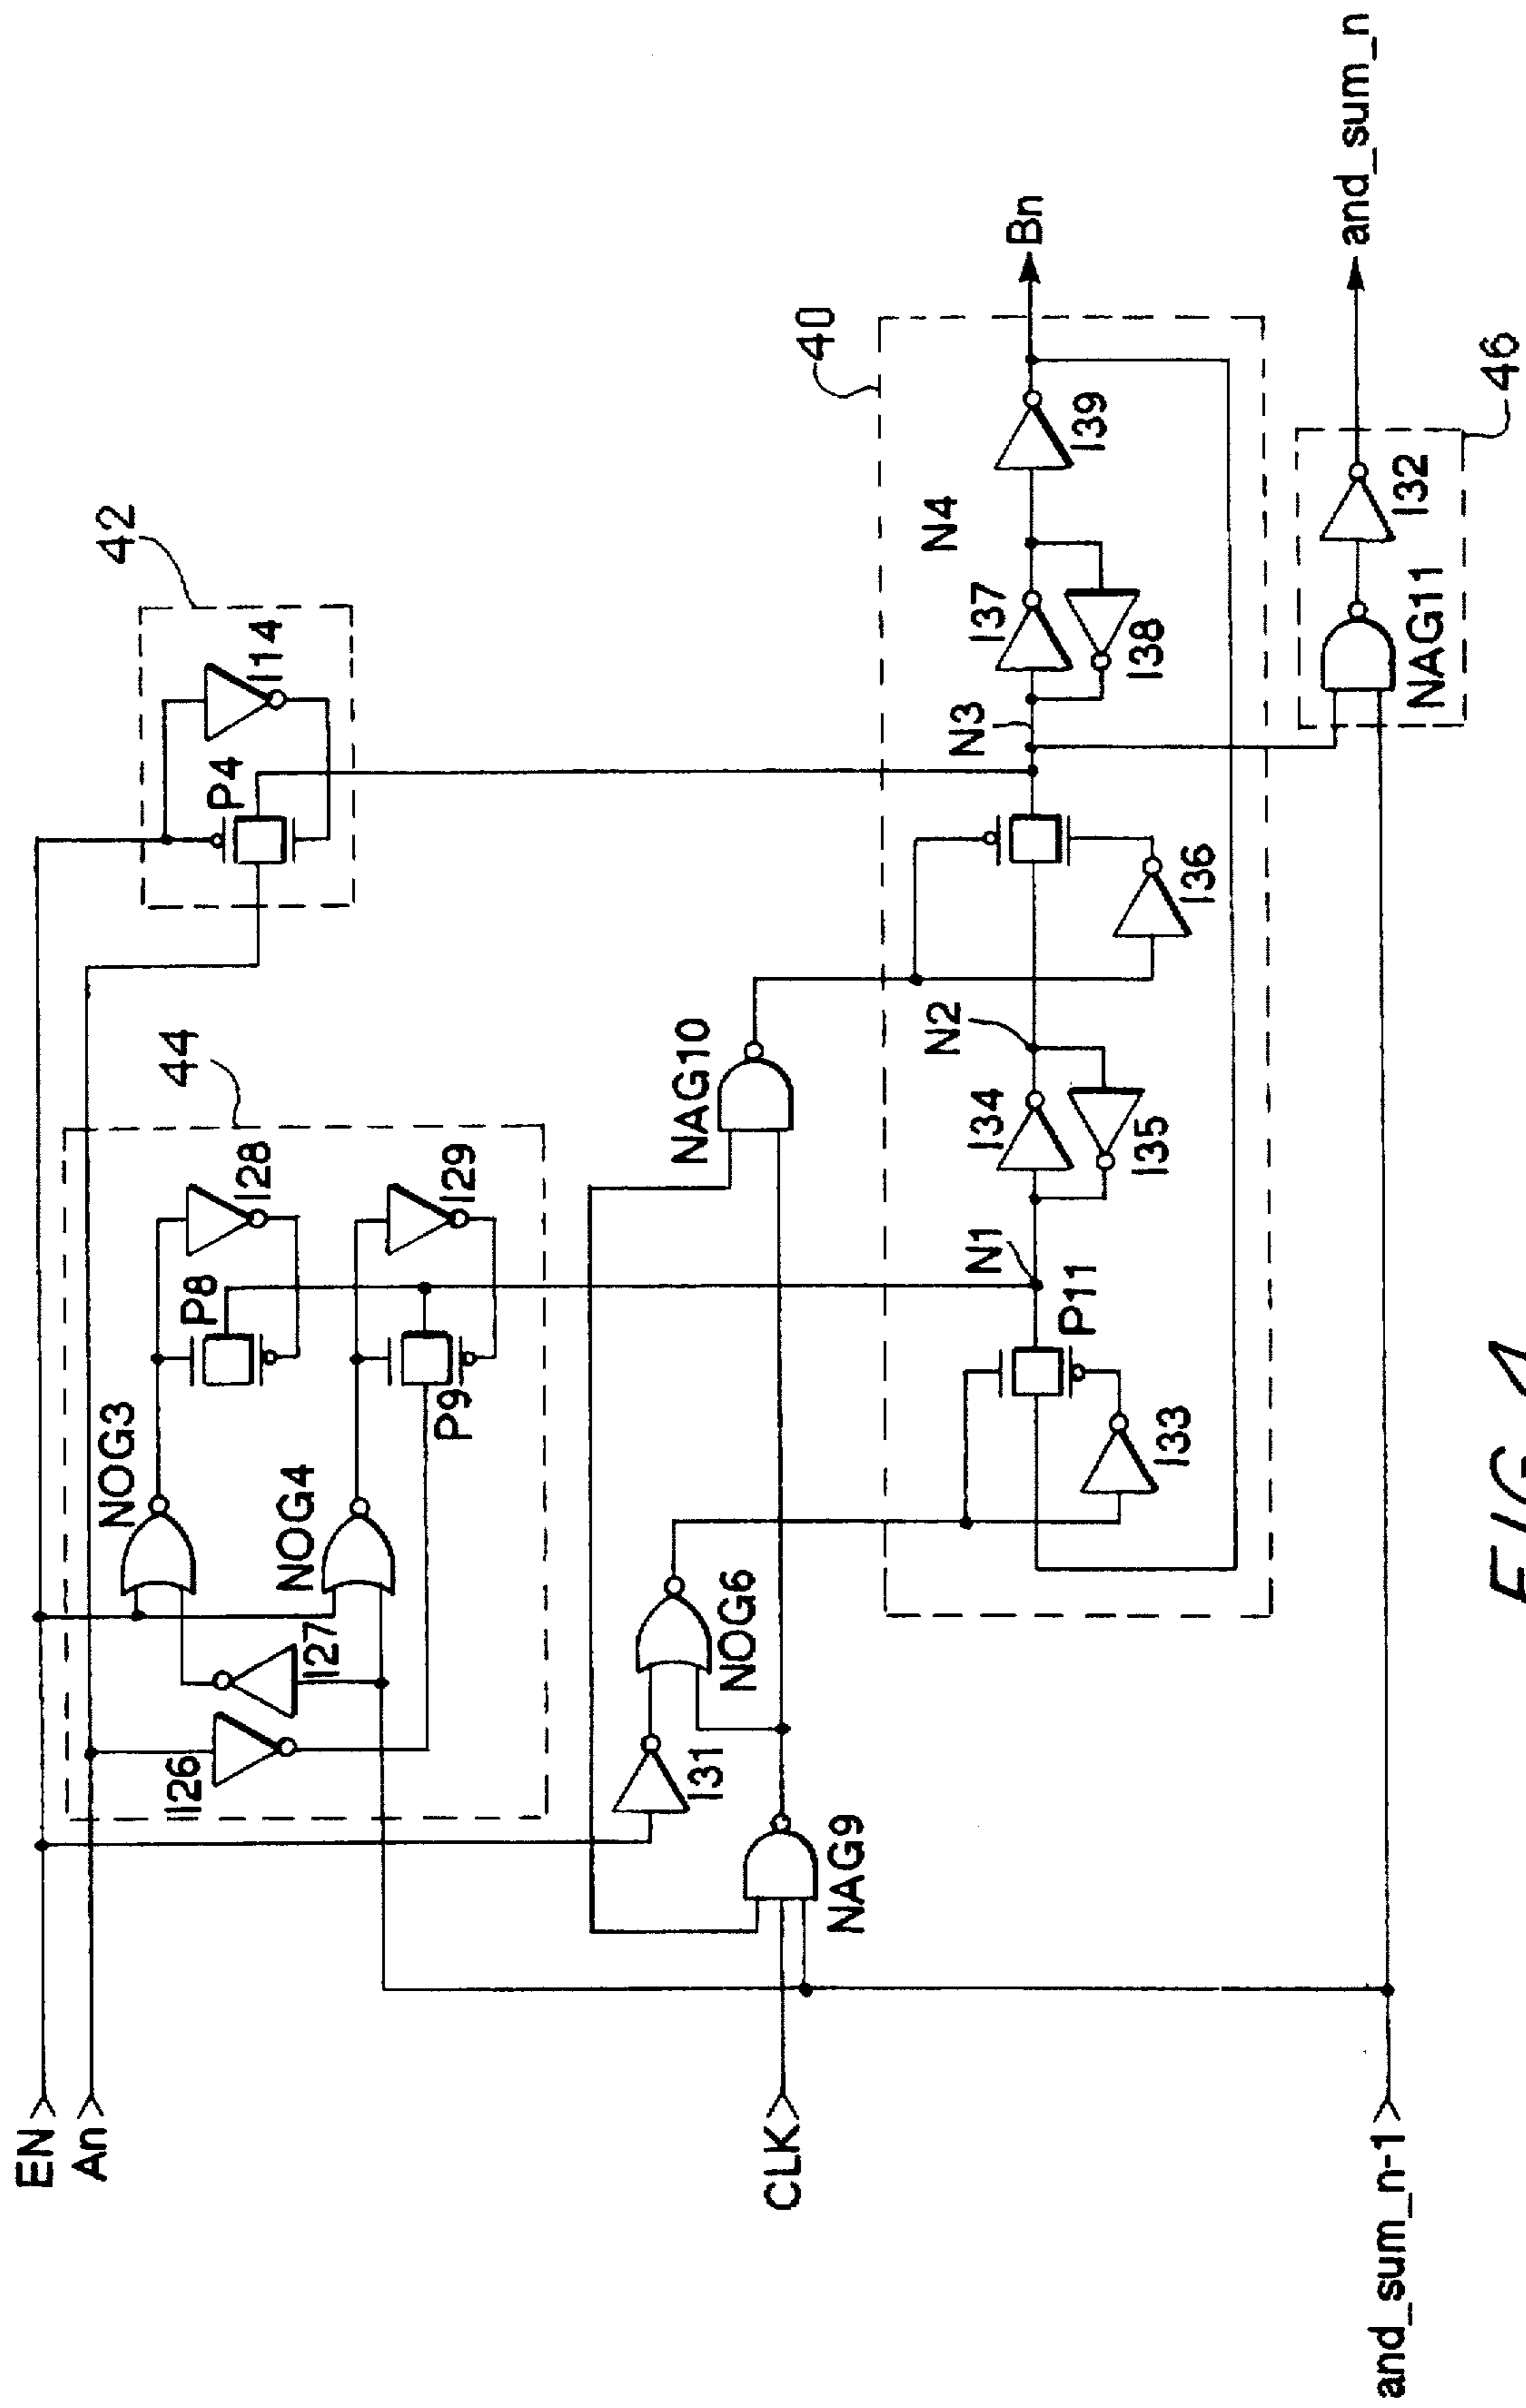 EN
An
CLK
and_sum_n-1
44
I126
I27
NOG3
NOG4
P8
P9
I28
I29
42
P4
I14
I31
NOG6
NAG9
NAG10
40
I33
P11
N1
I34
I35
N2
I36
N3
I37
I38
N4
I39
Bn
NAG11
I32
46
and_sum_n
FIG. 4